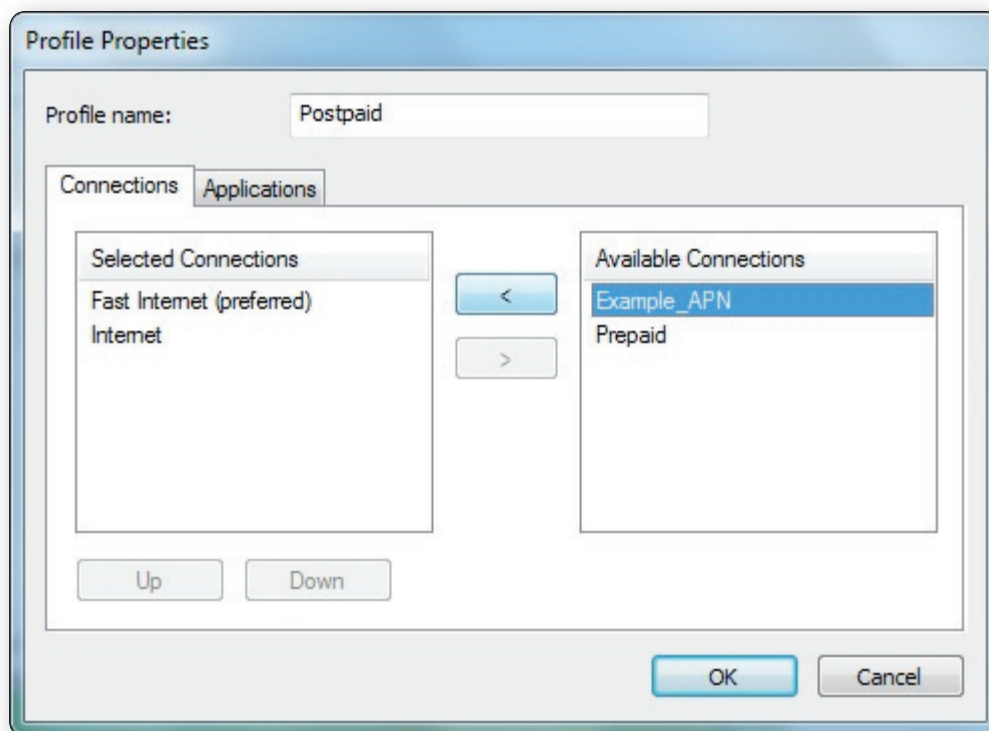 Profile Properties
Profile name: Postpaid
Connections Applications
Selected Connections
Fast Internet (preferred)
Internet
<
>
Available Connections
Example_APN
Prepaid
Up Down
OK Cancel